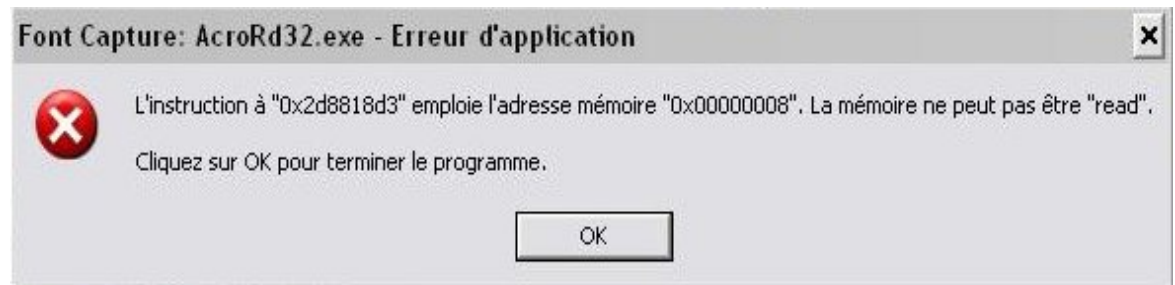 Font Capture: AcroRd32.exe - Erreur d'application
L'instruction à "0x2d8818d3" emploie l'adresse mémoire "0x00000008". La mémoire ne peut pas être "read".
Cliquez sur OK pour terminer le programme.
OK